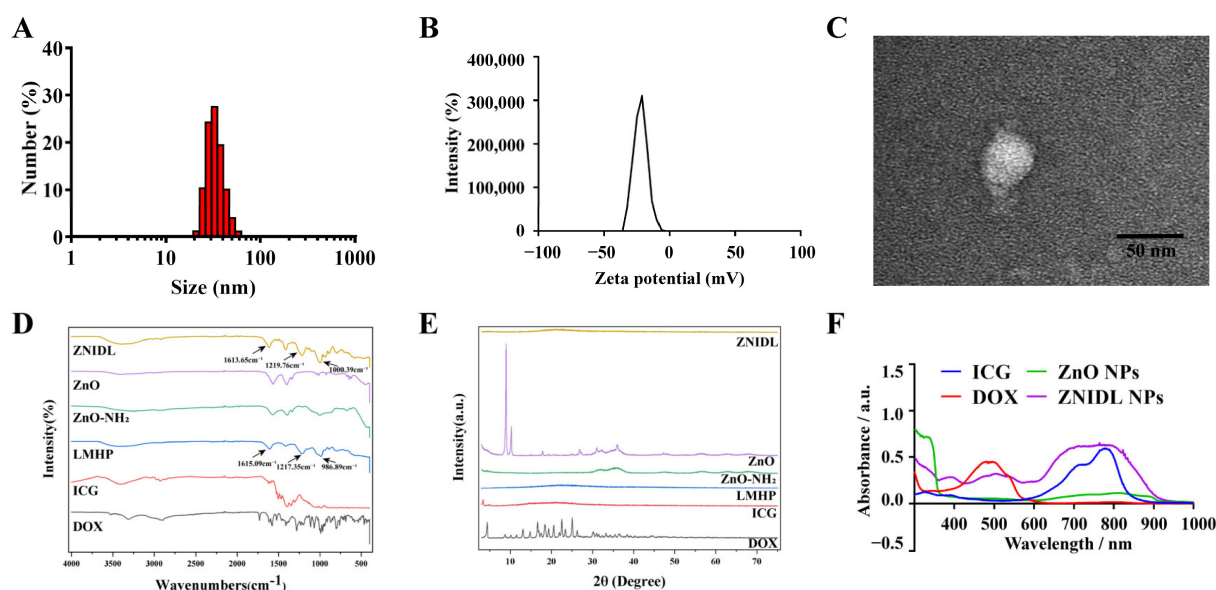 A
Number (%)
40
30
20
10
0
1
10
100
1000
Size (nm)
B
Intensity (%)
400,000
300,000
200,000
100,000
0
−100
−50
0
50
100
Zeta potential (mV)
C
50 nm
D
Intensity(%)
ZNIDL
1613.65cm⁻¹
1219.76cm⁻¹
1000.39cm⁻¹
ZnO
ZnO-NH₂
LMHP
1615.09cm⁻¹
1217.35cm⁻¹
986.89cm⁻¹
ICG
DOX
4000
3500
3000
2500
2000
1500
1000
500
Wavenumbers(cm⁻¹)
E
Intensity(a.u.)
ZNIDL
ZnO
ZnO-NH₂
LMHP
ICG
DOX
10
20
30
40
50
60
70
2θ (Degree)
F
Absorbance / a.u.
1.5
1.0
0.5
0.0
−0.5
ICG
ZnO NPs
DOX
ZNIDL NPs
400
500
600
700
800
900
1000
Wavelength / nm